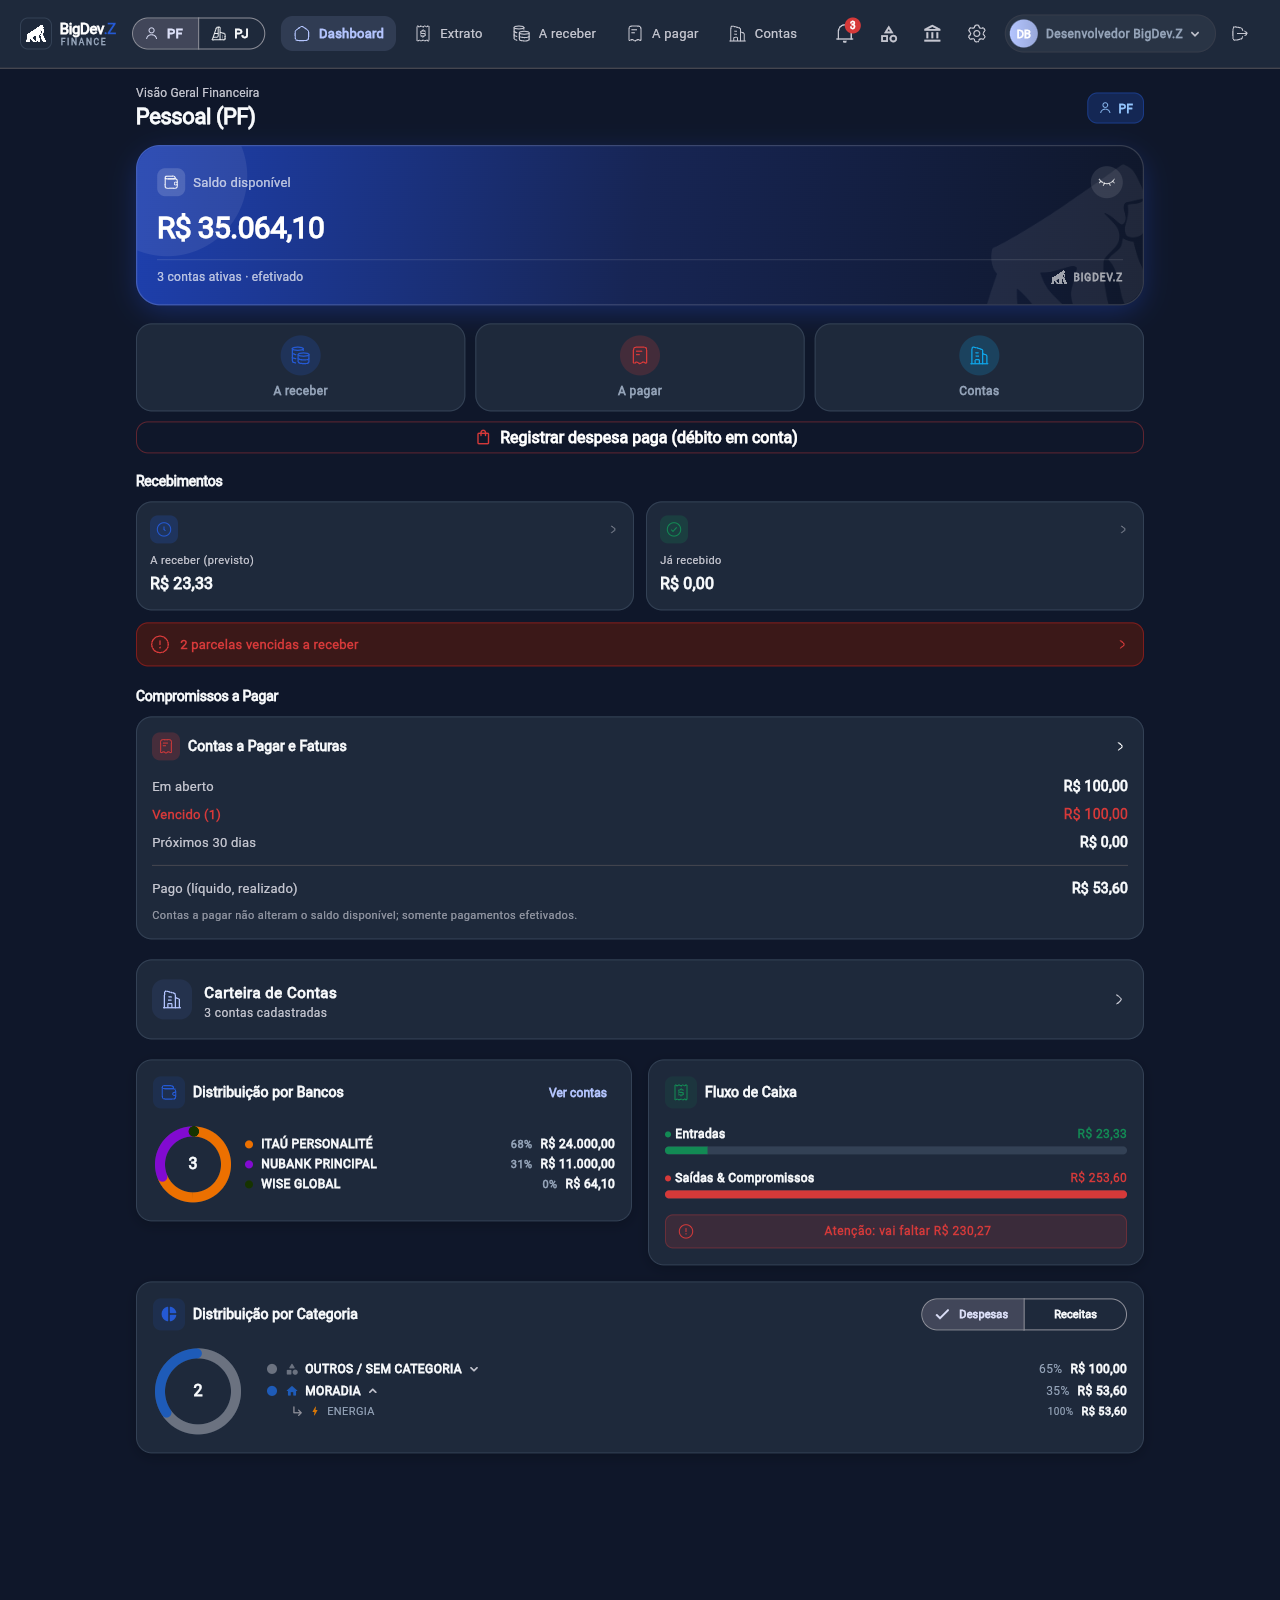 BigDev.Z
FINANCE
PF
PJ
Dashboard
Extrato
A receber
A pagar
Contas
3
DB
Desenvolvedor BigDev.Z
Visão Geral Financeira
Pessoal (PF)
PF
Saldo disponível
R$ 35.064,10
3 contas ativas · efetivado
BIGDEV.Z
A receber
A pagar
Contas
Registrar despesa paga (débito em conta)
Recebimentos
A receber (previsto)
R$ 23,33
Já recebido
R$ 0,00
2 parcelas vencidas a receber
Compromissos a Pagar
Contas a Pagar e Faturas
Em aberto R$ 100,00
Vencido (1) R$ 100,00
Próximos 30 dias R$ 0,00
Pago (líquido, realizado) R$ 53,60
Contas a pagar não alteram o saldo disponível; somente pagamentos efetivados.
Carteira de Contas
3 contas cadastradas
Distribuição por Bancos
Ver contas
3
ITAÚ PERSONALITÉ 68% R$ 24.000,00
NUBANK PRINCIPAL 31% R$ 11.000,00
WISE GLOBAL 0% R$ 64,10
Fluxo de Caixa
Entradas R$ 23,33
Saídas & Compromissos R$ 253,60
Atenção: vai faltar R$ 230,27
Distribuição por Categoria
Despesas
Receitas
2
OUTROS / SEM CATEGORIA 65% R$ 100,00
MORADIA 35% R$ 53,60
ENERGIA 100% R$ 53,60